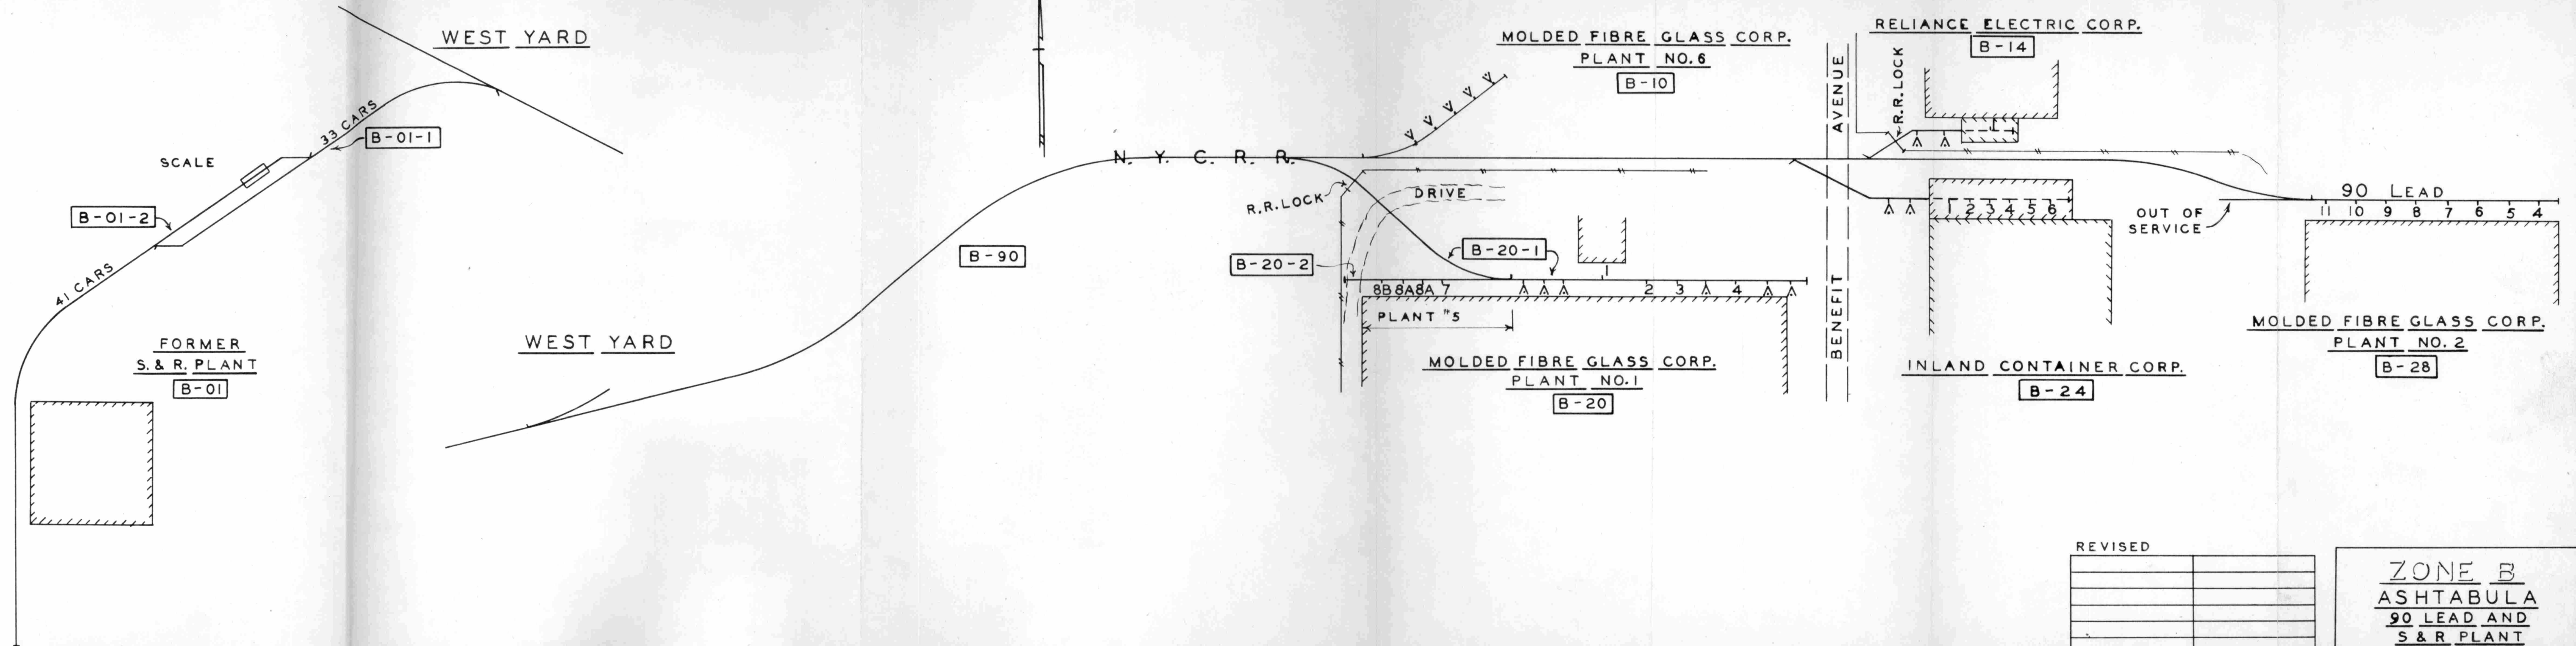 WEST YARD
33 CARS
B-01-1
SCALE
B-01-2
41 CARS
FORMER
S. & R. PLANT
B-01
WEST YARD
B-90
N. Y. C. R. R.
MOLDED FIBRE GLASS CORP.
PLANT NO. 6
B-10
R.R. LOCK
DRIVE
B-20-2
B-20-1
8B 8A 8A 7
2 3 4
PLANT #5
MOLDED FIBRE GLASS CORP.
PLANT NO. 1
B-20
BENEFIT AVENUE
RELIANCE ELECTRIC CORP.
B-14
R.R. LOCK
1 2 3 4 5 6
INLAND CONTAINER CORP.
B-24
OUT OF
SERVICE
90 LEAD
11 10 9 8 7 6 5 4
MOLDED FIBRE GLASS CORP.
PLANT NO. 2
B-28
REVISED
ZONE B
ASHTABULA
90 LEAD AND
S & R PLANT